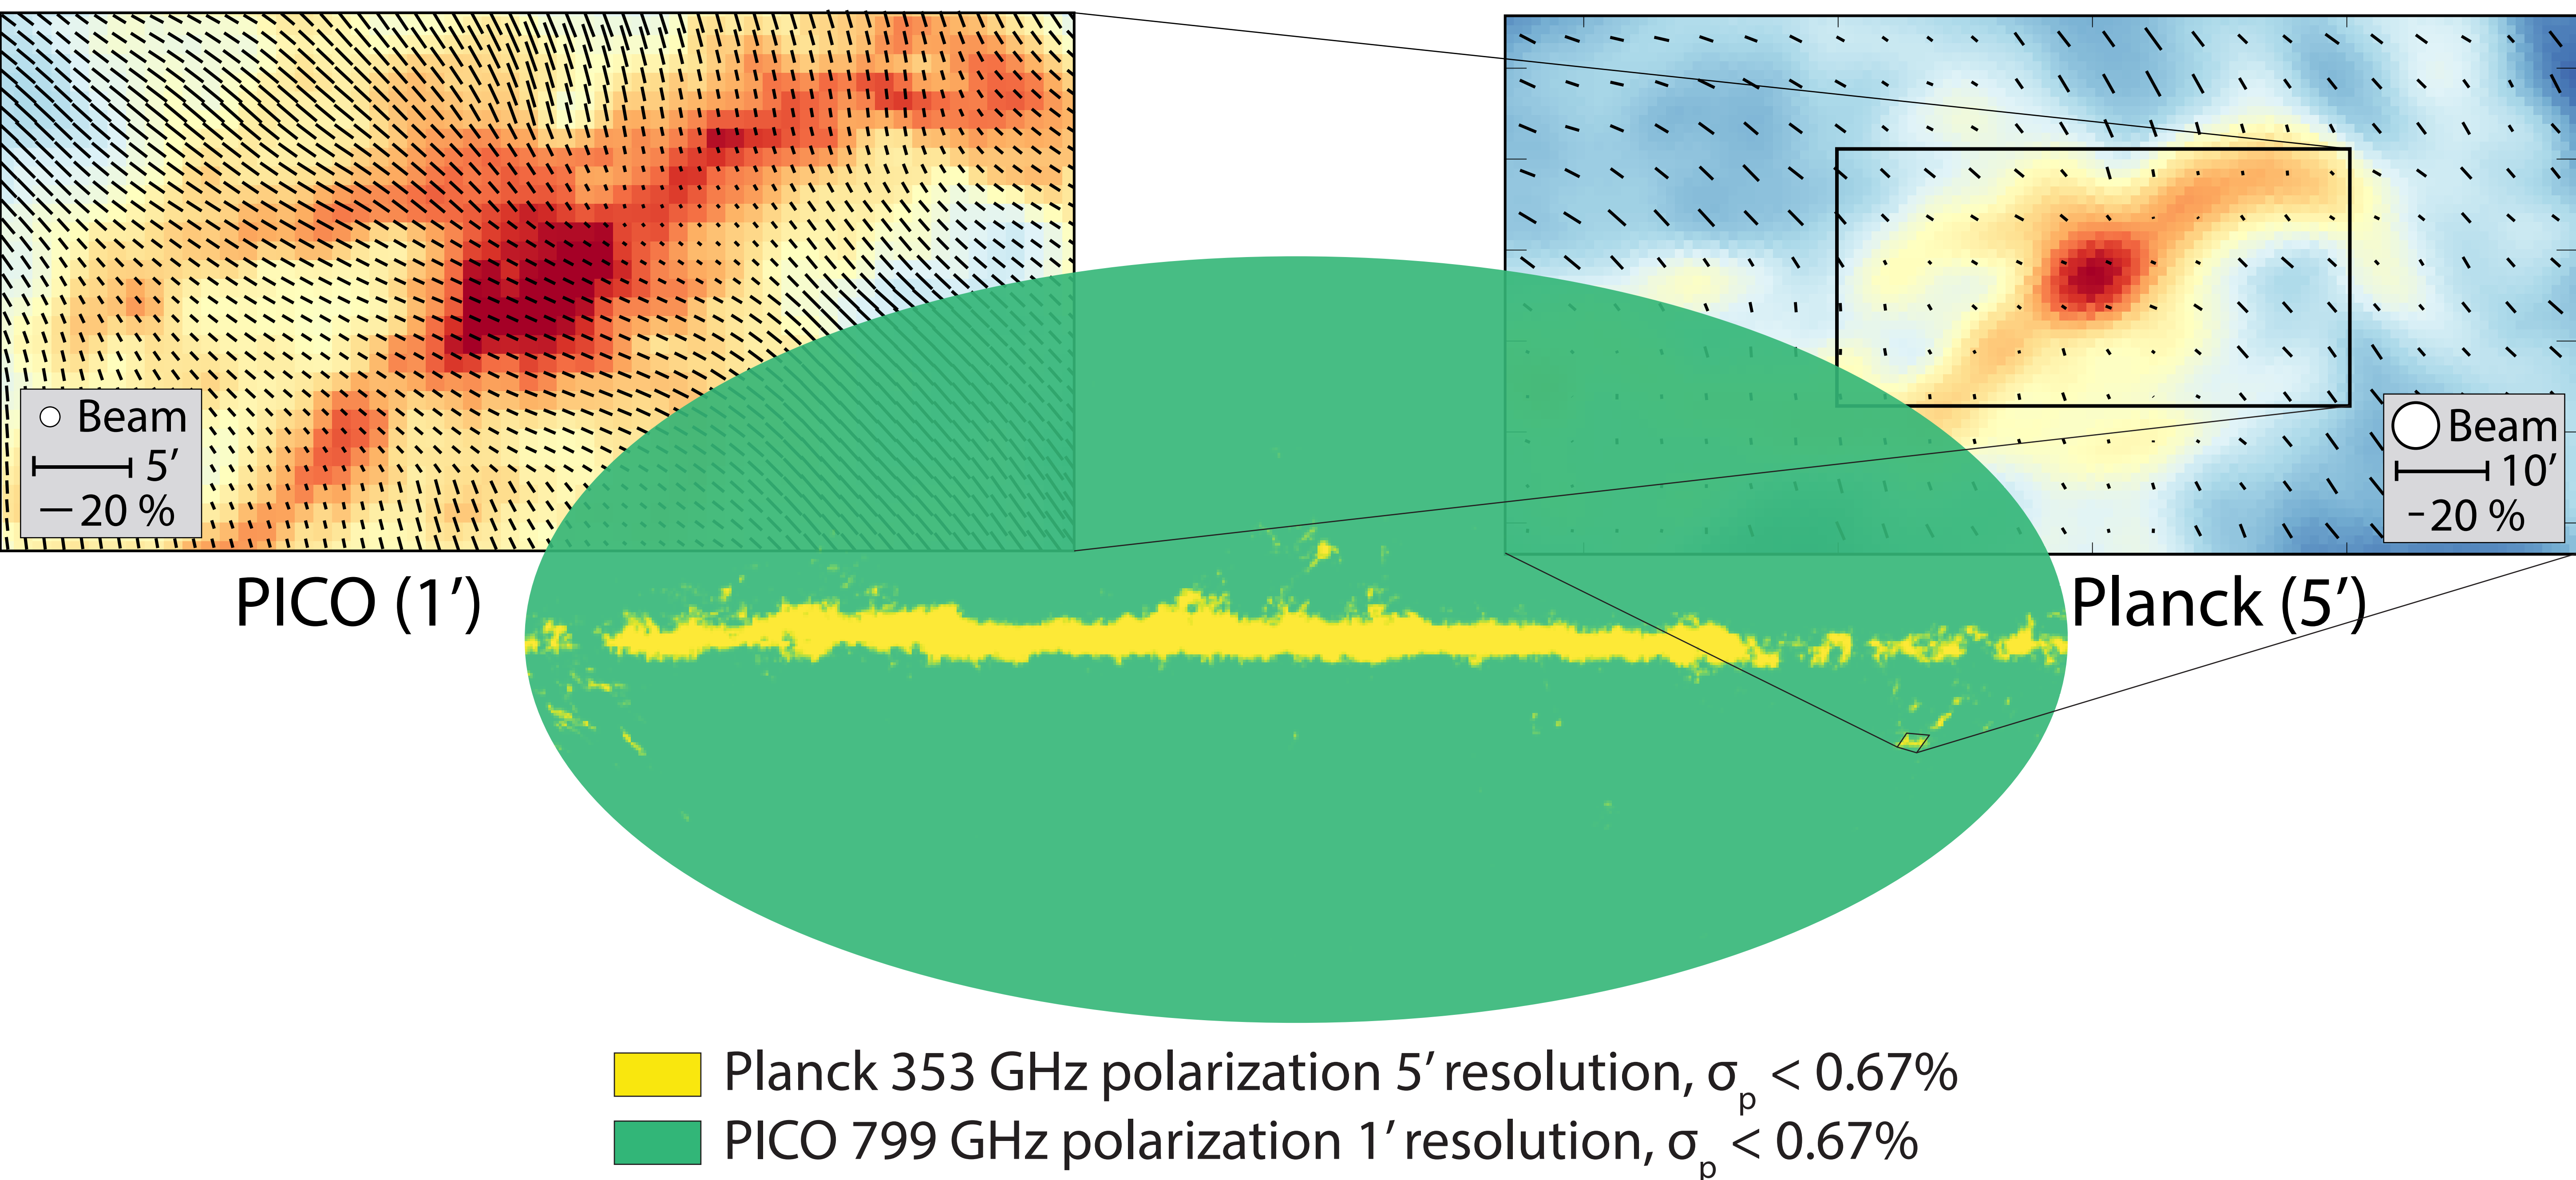 Beam
5′
20 %
PICO (1′)
Beam
10′
20 %
Planck (5′)
Planck 353 GHz polarization 5′ resolution, σp < 0.67%
PICO 799 GHz polarization 1′ resolution, σp < 0.67%